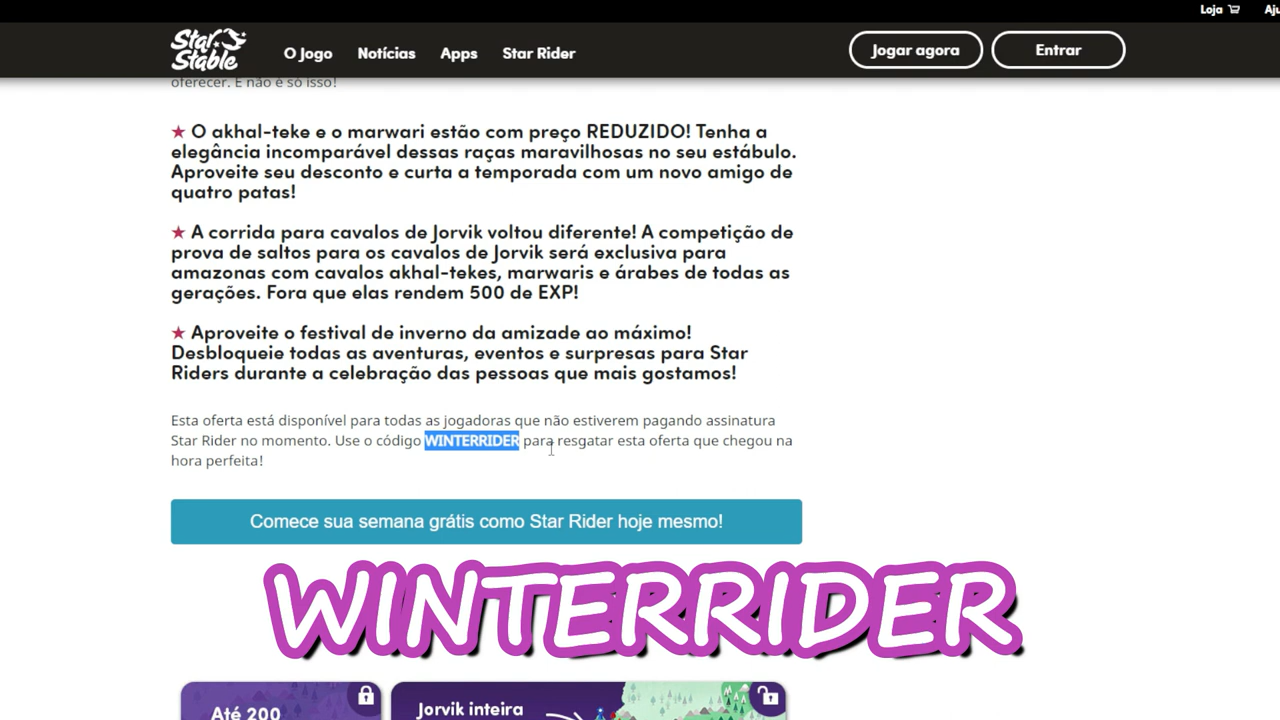 Loja
Aju
Star
Stable
O Jogo
Notícias
Apps
Star Rider
Jogar agora
Entrar
oferecer. E não é só isso!
★ O akhal-teke e o marwari estão com preço REDUZIDO! Tenha a
elegância incomparável dessas raças maravilhosas no seu estábulo.
Aproveite seu desconto e curta a temporada com um novo amigo de
quatro patas!
★ A corrida para cavalos de Jorvik voltou diferente! A competição de
prova de saltos para os cavalos de Jorvik será exclusiva para
amazonas com cavalos akhal-tekes, marwaris e árabes de todas as
gerações. Fora que elas rendem 500 de EXP!
★ Aproveite o festival de inverno da amizade ao máximo!
Desbloqueie todas as aventuras, eventos e surpresas para Star
Riders durante a celebração das pessoas que mais gostamos!
Esta oferta está disponível para todas as jogadoras que não estiverem pagando assinatura
Star Rider no momento. Use o código WINTERRIDER para resgatar esta oferta que chegou na
hora perfeita!
Comece sua semana grátis como Star Rider hoje mesmo!
WINTERRIDER
Até 200
Jorvik inteira